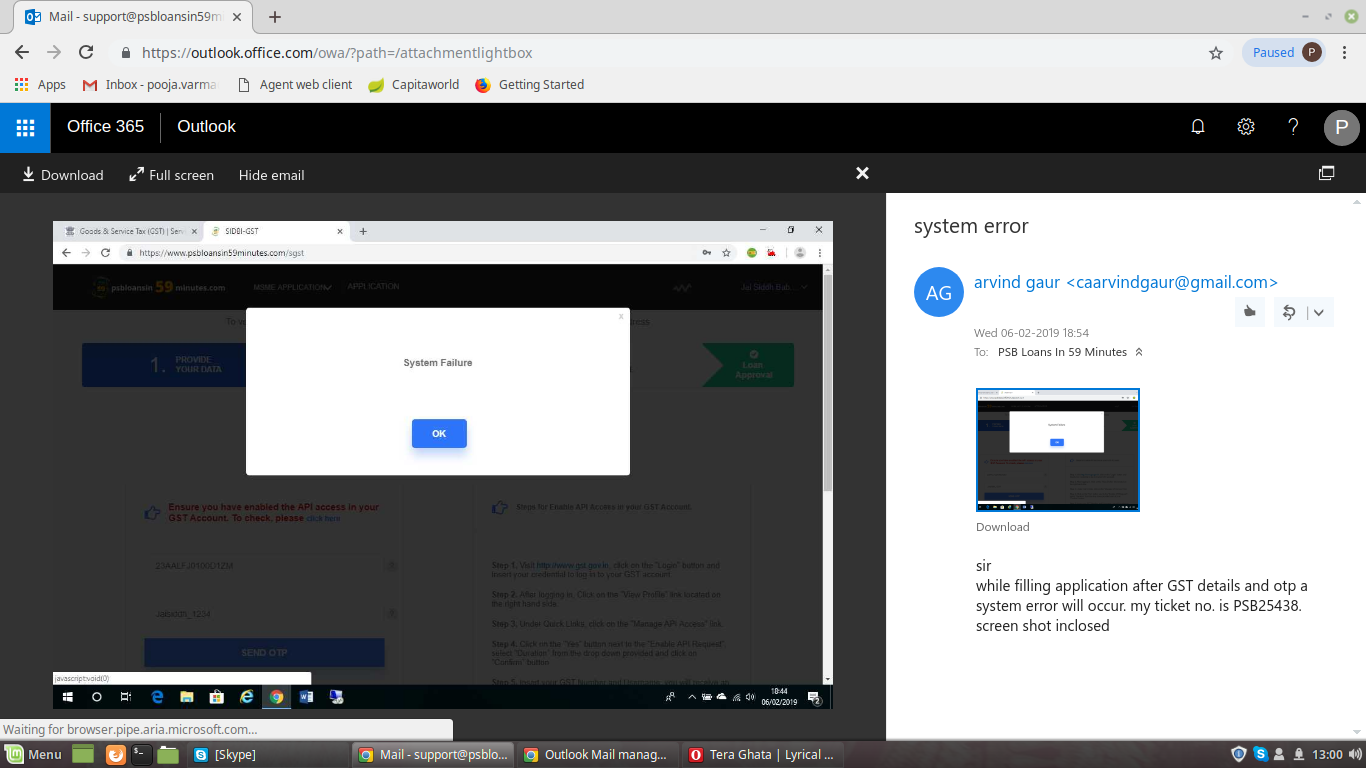 Mail - support@psbloansin59m
https://outlook.office.com/owa/?path=/attachmentlightbox
Paused
P
Apps
Inbox - pooja.varma
Agent web client
Capitaworld
Getting Started
Office 365
Outlook
P
Download
Full screen
Hide email
Goods & Service Tax (GST) | Serv
SIDBI-GST
https://www.psbloansin59minutes.com/sgst
psbloansin 59 minutes.com
MSME APPLICATION
APPLICATION
1. PROVIDE
YOUR DATA
Loan
Approval
System Failure
OK
Ensure you have enabled the API access in your
GST Account. To check, please click here
Steps for Enable API Access in your GST Account.
Step 1. Visit http://www.gst.gov.in, click on the "Login" button and
insert your credential to log in to your GST account.
Step 2. After logging in, Click on the "View Profile" link located on
the right hand side.
Step 3. Under Quick Links, click on the "Manage API Access" link.
Step 4. Click on the "Yes" button next to the "Enable API Request",
select "Duration" from the drop down provided and click on
"Confirm" button
Step 5. Insert your GST Number and Username, you will receive an
SEND OTP
javascript:void(0)
18:44
06/02/2019
2
system error
AG
arvind gaur <caarvindgaur@gmail.com>
Wed 06-02-2019 18:54
To: PSB Loans In 59 Minutes
Download
sir
while filling application after GST details and otp a
system error will occur. my ticket no. is PSB25438.
screen shot inclosed
Waiting for browser.pipe.aria.microsoft.com...
Menu
[Skype]
Mail - support@psblo...
Outlook Mail manag...
Tera Ghata | Lyrical ...
13:00